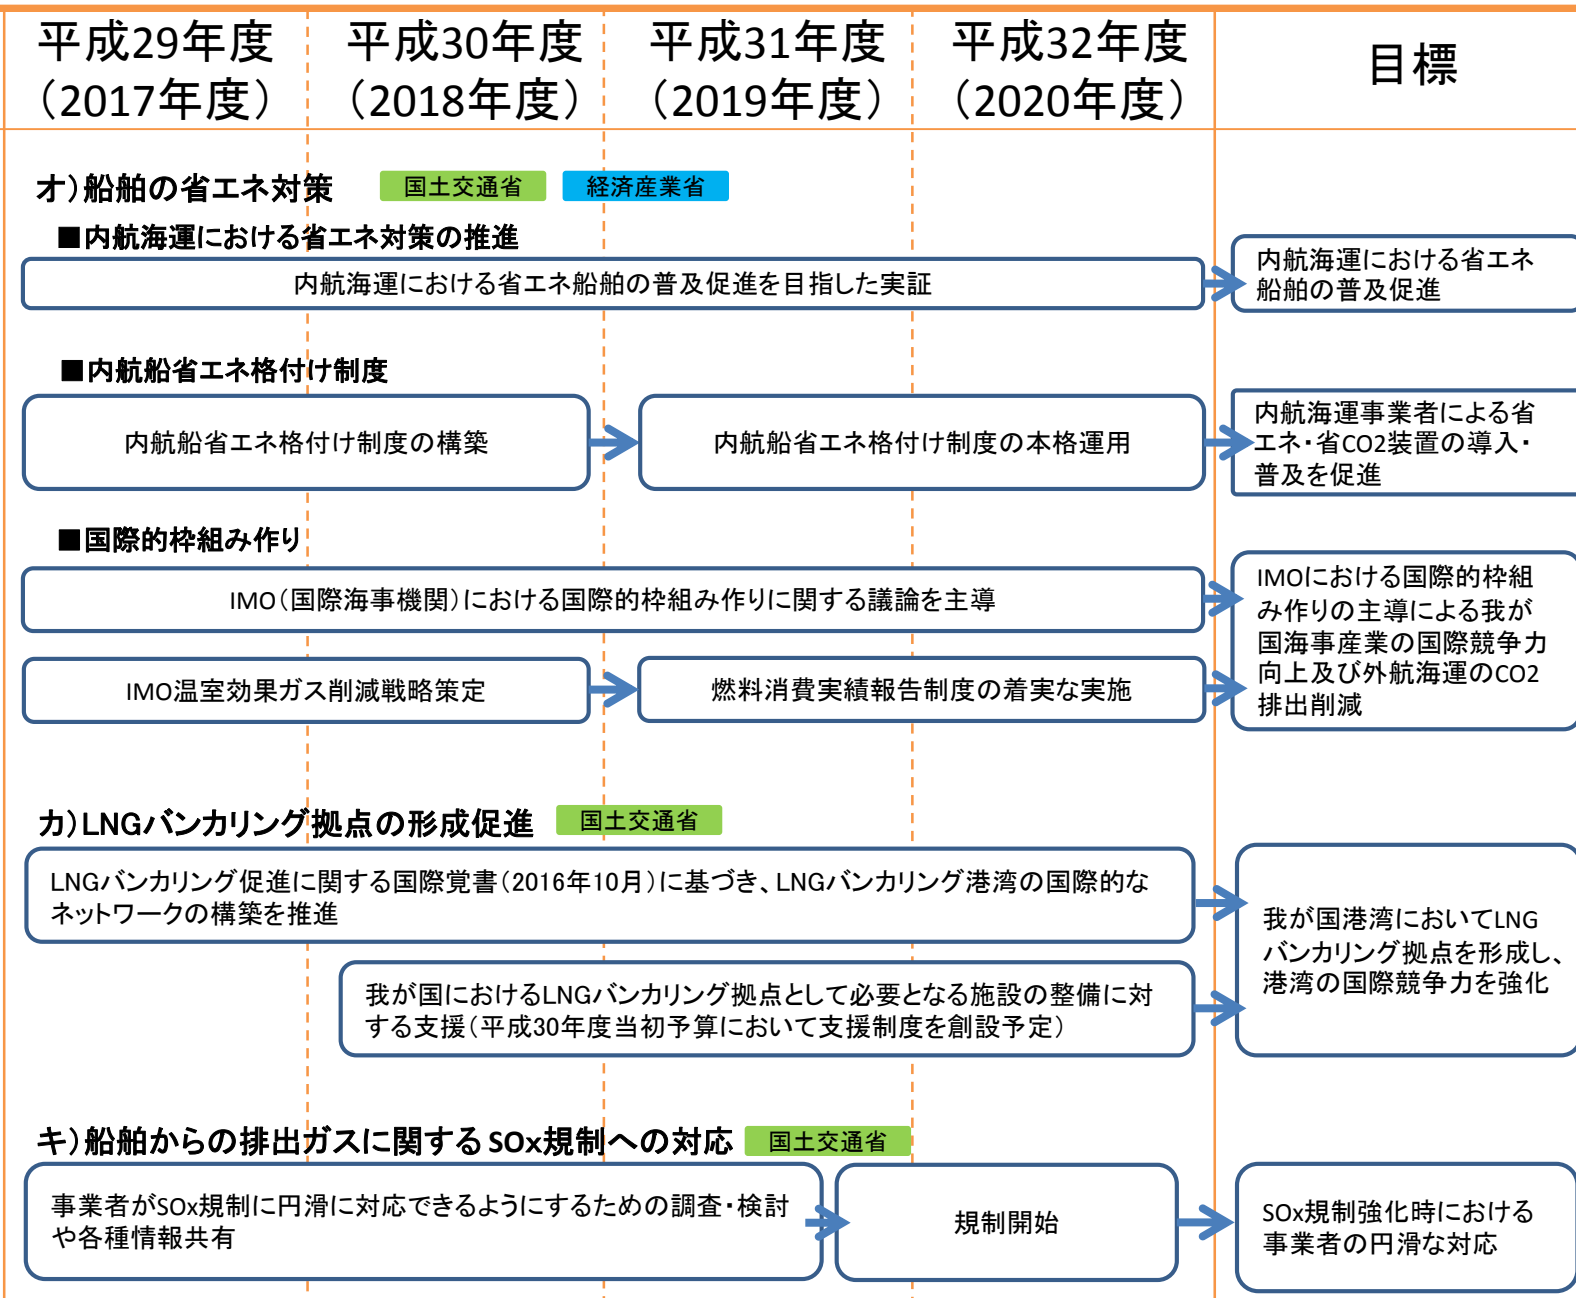 平成29年度
（2017年度）
平成30年度
（2018年度）
平成31年度
（2019年度）
平成32年度
（2020年度）
目標
オ）船舶の省エネ対策
国土交通省
経済産業省
■内航海運における省エネ対策の推進
内航海運における省エネ船舶の普及促進を目指した実証
内航海運における省エネ
船舶の普及促進
■内航船省エネ格付け制度
内航船省エネ格付け制度の構築
内航船省エネ格付け制度の本格運用
内航海運事業者による省
エネ・省CO2装置の導入・
普及を促進
■国際的枠組み作り
IMO（国際海事機関）における国際的枠組み作りに関する議論を主導
IMO温室効果ガス削減戦略策定
燃料消費実績報告制度の着実な実施
IMOにおける国際的枠組
み作りの主導による我が
国海事産業の国際競争力
向上及び外航海運のCO2
排出削減
カ）LNGバンカリング拠点の形成促進
国土交通省
LNGバンカリング促進に関する国際覚書（2016年10月）に基づき、LNGバンカリング港湾の国際的な
ネットワークの構築を推進
我が国におけるLNGバンカリング拠点として必要となる施設の整備に対
する支援（平成30年度当初予算において支援制度を創設予定）
我が国港湾においてLNG
バンカリング拠点を形成し、
港湾の国際競争力を強化
キ）船舶からの排出ガスに関するSOx規制への対応
国土交通省
事業者がSOx規制に円滑に対応できるようにするための調査・検討
や各種情報共有
規制開始
SOx規制強化時における
事業者の円滑な対応